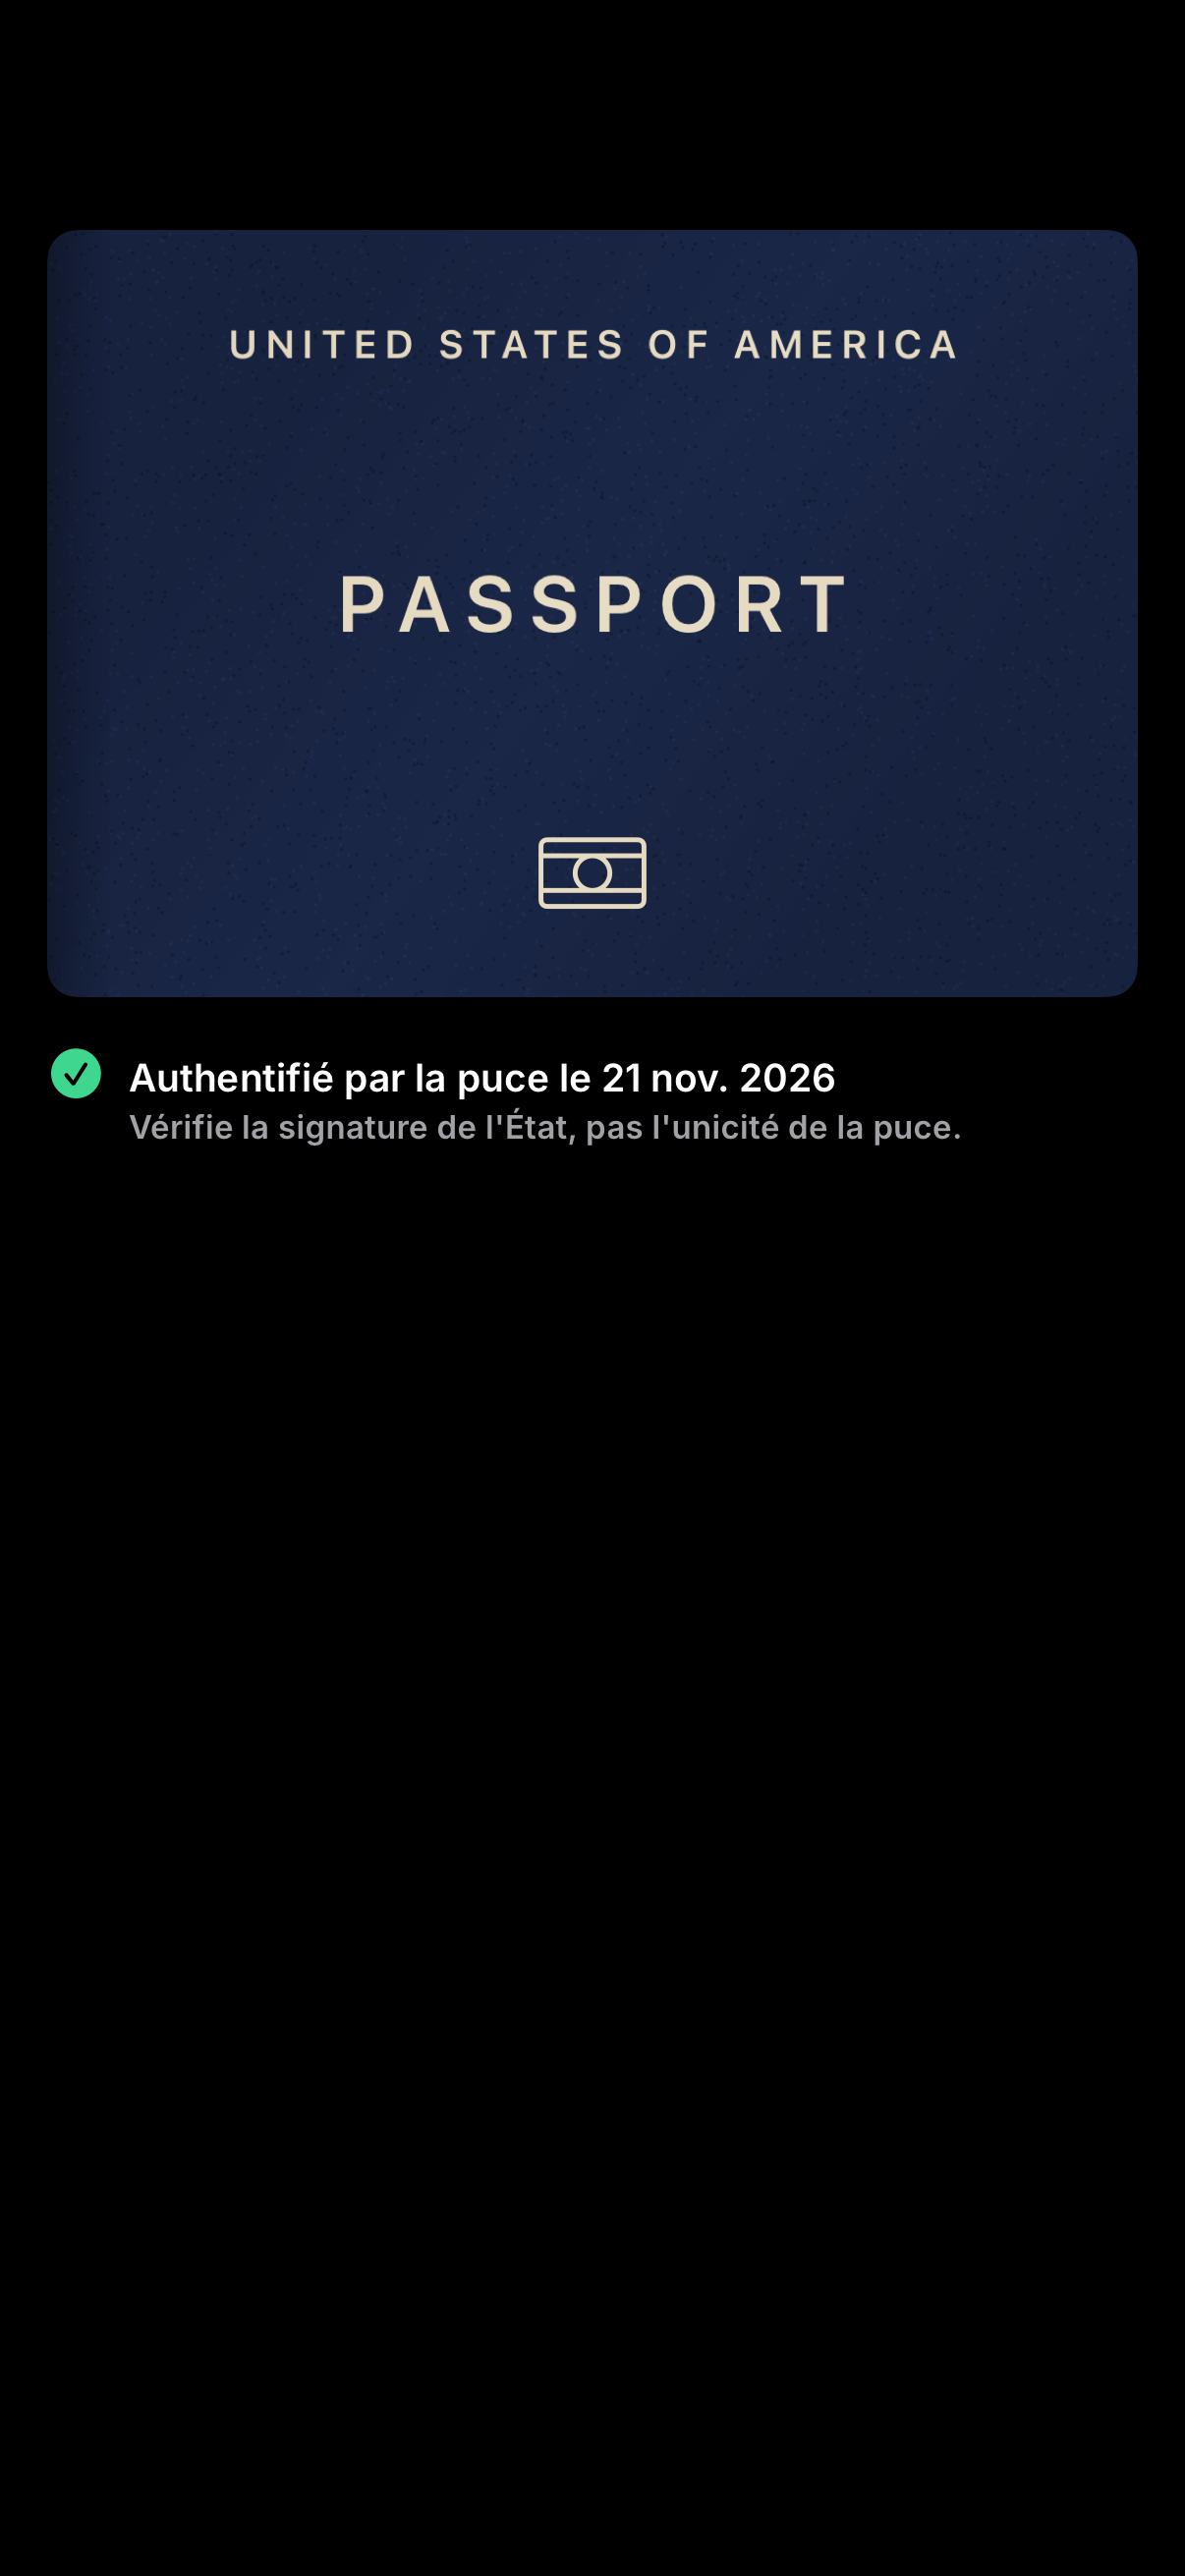 UNITED STATES OF AMERICA
PASSPORT
Authentifié par la puce le 21 nov. 2026
Vérifie la signature de l'État, pas l'unicité de la puce.